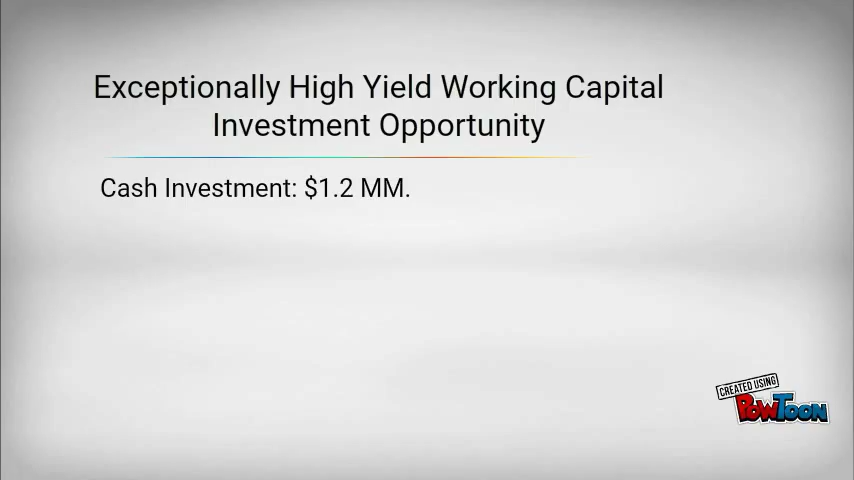 Exceptionally High Yield Working Capital
Investment Opportunity
Cash Investment: $1.2 MM.
CREATED USING
POWTOON